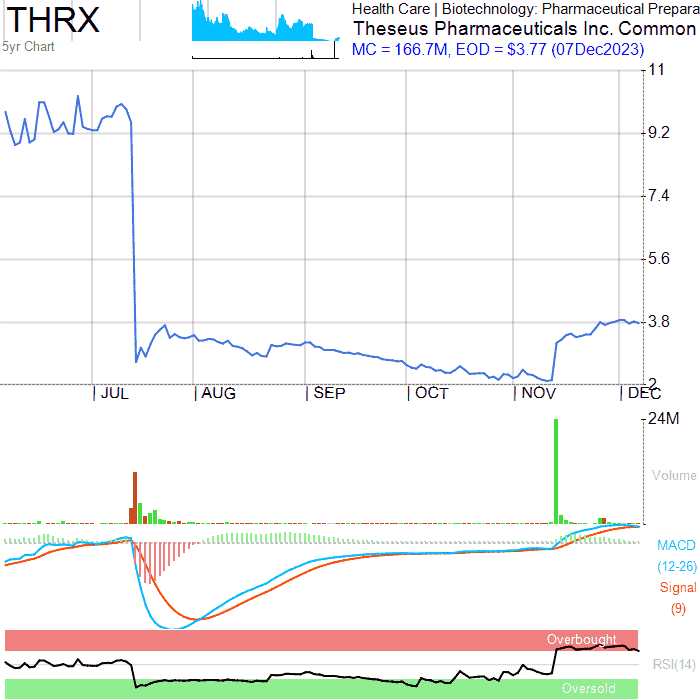 THRX
5yr Chart
Health Care | Biotechnology: Pharmaceutical Prepara
Theseus Pharmaceuticals Inc. Common
MC = 166.7M, EOD = $3.77 (07Dec2023)
11
9.2
7.4
5.6
3.8
2
JUL AUG SEP OCT NOV DEC
24M
Volume
MACD
(12-26)
Signal
(9)
Overbought
RSI(14)
Oversold